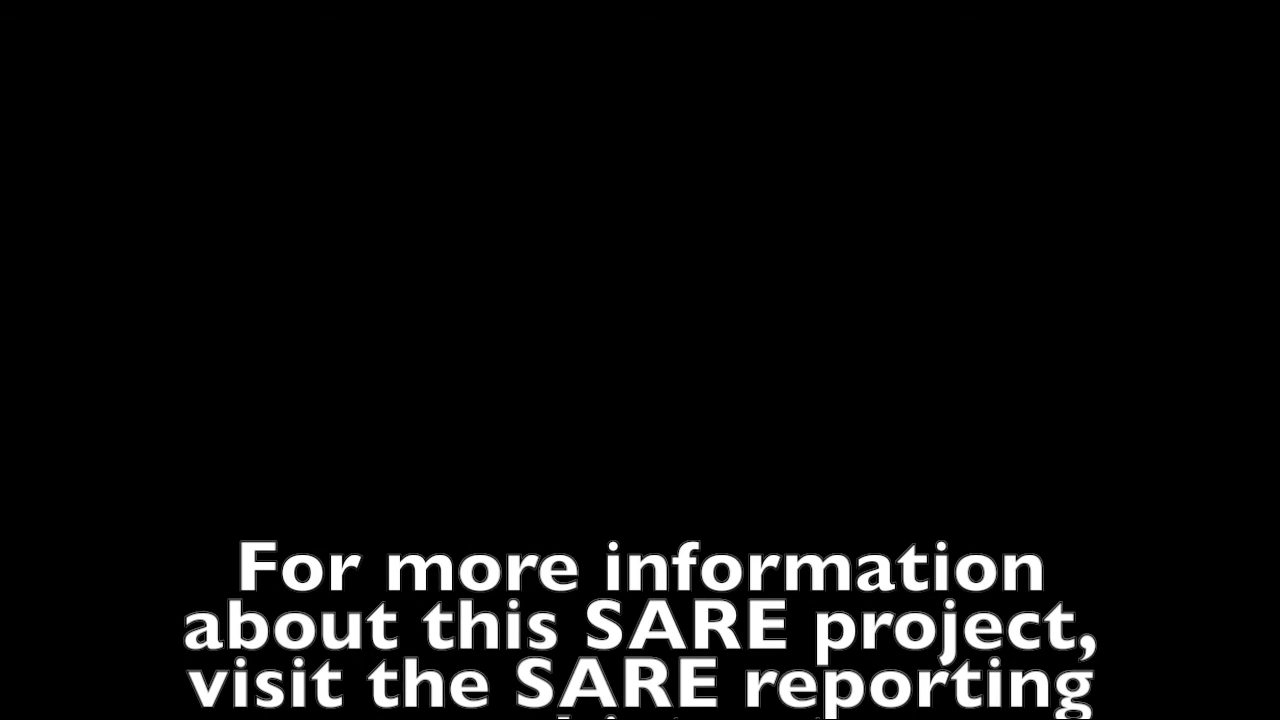 For more information
about this SARE project,
visit the SARE reporting